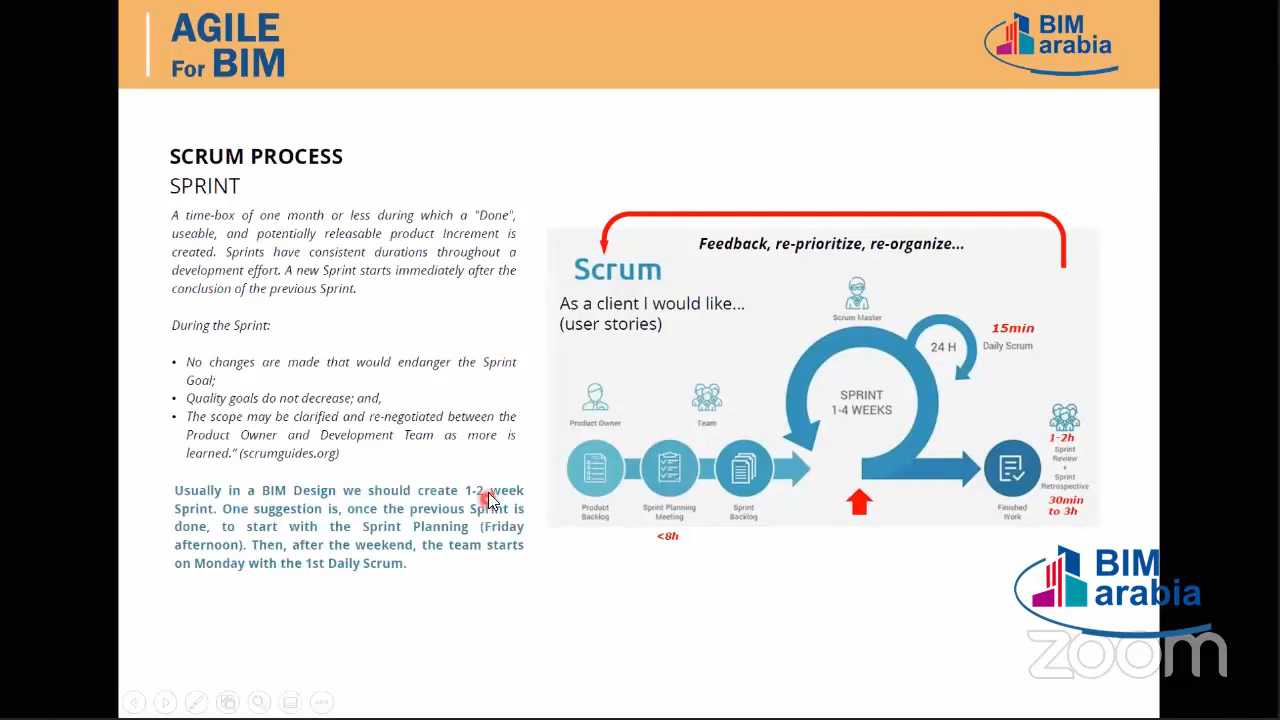 AGILE
For BIM
BIM
arabia
SCRUM PROCESS
SPRINT
A time-box of one month or less during which a "Done",
useable, and potentially releasable product Increment is
created. Sprints have consistent durations throughout a
development effort. A new Sprint starts immediately after the
conclusion of the previous Sprint.
During the Sprint:
• No changes are made that would endanger the Sprint
Goal;
• Quality goals do not decrease; and,
• The scope may be clarified and re-negotiated between the
Product Owner and Development Team as more is
learned.” (scrumguides.org)
Usually in a BIM Design we should create 1-2 week
Sprint. One suggestion is, once the previous Sprint is
done, to start with the Sprint Planning (Friday
afternoon). Then, after the weekend, the team starts
on Monday with the 1st Daily Scrum.
Feedback, re-prioritize, re-organize...
Scrum
As a client I would like...
(user stories)
Scrum Master
15min
24 H
Daily Scrum
SPRINT
1-4 WEEKS
Product Owner
Team
1-2h
Sprint
Review
+
Sprint
Retrospective
30min
to 3h
Product
Backlog
Sprint Planning
Meeting
Sprint
Backlog
Finished
Work
<8h
BIM
arabia
zoom